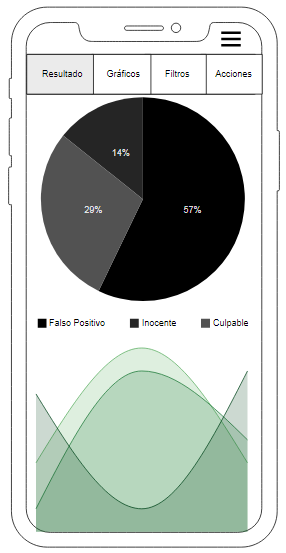 Resultado Gráficos Filtros Acciones
14%
29% 57%
Falso Positivo Inocente Culpable